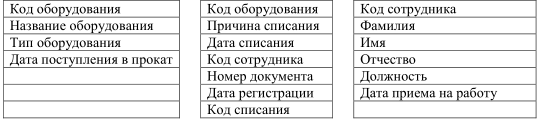 Код оборудования
Название оборудования
Тип оборудования
Дата поступления в прокат
Код оборудования
Причина списания
Дата списания
Код сотрудника
Номер документа
Дата регистрации
Код списания
Код сотрудника
Фамилия
Имя
Отчество
Должность
Дата приема на работу